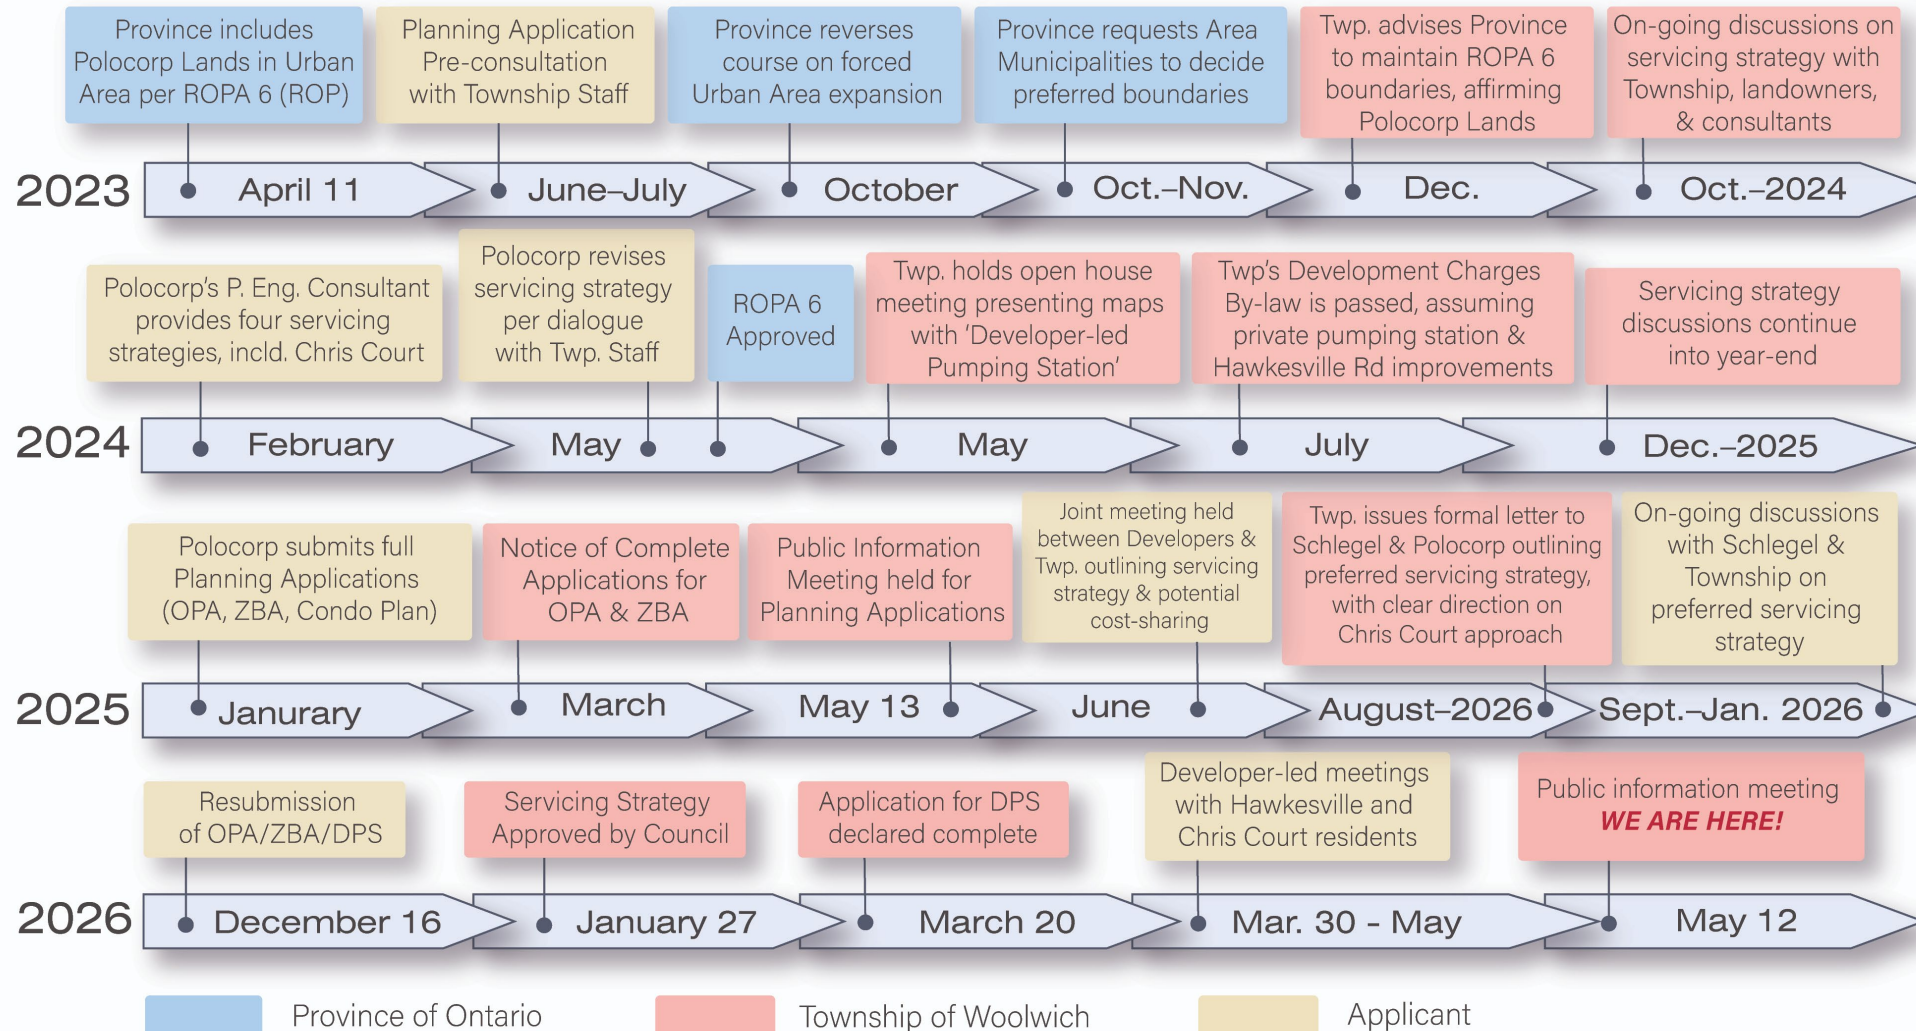 Province includes
Polocorp Lands in Urban
Area per ROPA 6 (ROP)
Planning Application
Pre-consultation
with Township Staff
Province reverses
course on forced
Urban Area expansion
Province requests Area
Municipalities to decide
preferred boundaries
Twp. advises Province
to maintain ROPA 6
boundaries, affirming
Polocorp Lands
On-going discussions on
servicing strategy with
Township, landowners,
& consultants
2023
April 11
June–July
October
Oct.–Nov.
Dec.
Oct.–2024
Polocorp's P. Eng. Consultant
provides four servicing
strategies, incld. Chris Court
Polocorp revises
servicing strategy
per dialogue
with Twp. Staff
ROPA 6
Approved
Twp. holds open house
meeting presenting maps
with ‘Developer-led
Pumping Station’
Twp's Development Charges
By-law is passed, assuming
private pumping station &
Hawkesville Rd improvements
Servicing strategy
discussions continue
into year-end
2024
February
May
May
July
Dec.–2025
Polocorp submits full
Planning Applications
(OPA, ZBA, Condo Plan)
Notice of Complete
Applications for
OPA & ZBA
Public Information
Meeting held for
Planning Applications
Joint meeting held
between Developers &
Twp. outlining servicing
strategy & potential
cost-sharing
Twp. issues formal letter to
Schlegel & Polocorp outlining
preferred servicing strategy,
with clear direction on
Chris Court approach
On-going discussions
with Schlegel &
Township on
preferred servicing
strategy
2025
Janurary
March
May 13
June
August–2026
Sept.–Jan. 2026
Resubmission
of OPA/ZBA/DPS
Servicing Strategy
Approved by Council
Application for DPS
declared complete
Developer-led meetings
with Hawkesville and
Chris Court residents
Public information meeting
WE ARE HERE!
2026
December 16
January 27
March 20
Mar. 30 - May
May 12
Province of Ontario
Township of Woolwich
Applicant